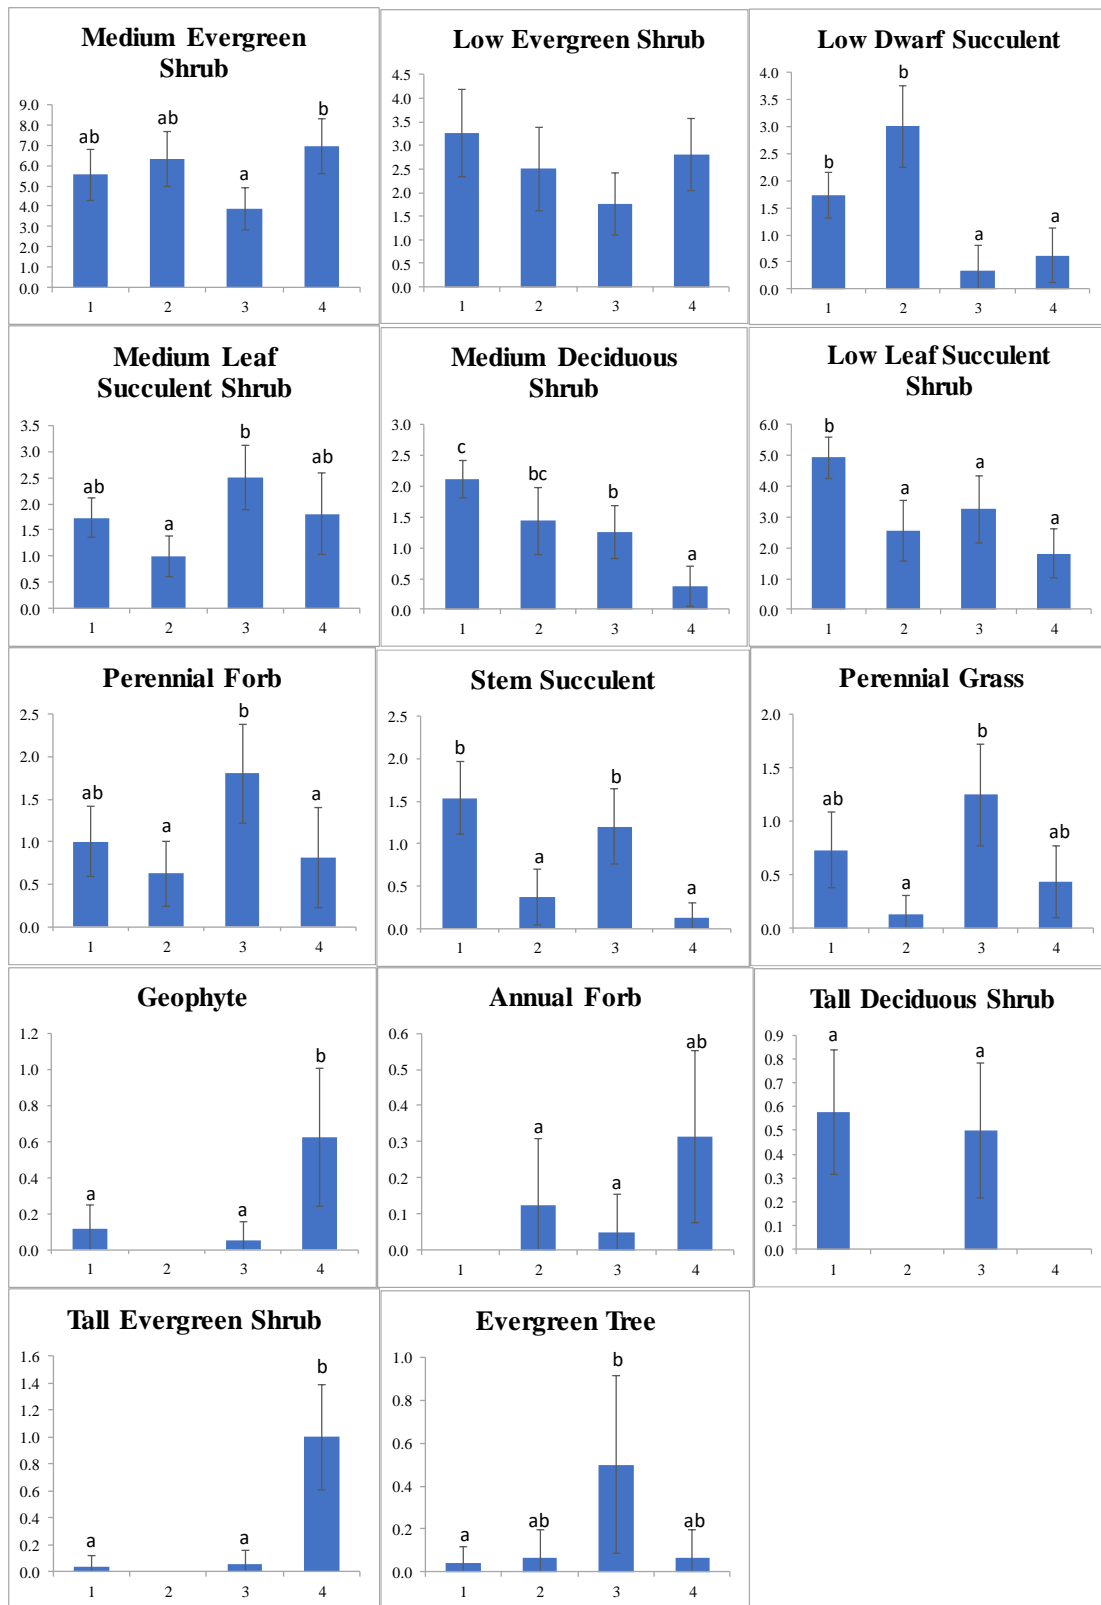 Medium Evergreen
Shrub
9.0
8.0
7.0
6.0
5.0
4.0
3.0
2.0
1.0
0.0
ab
ab
a
b
1 2 3 4
Low Evergreen Shrub
4.5
4.0
3.5
3.0
2.5
2.0
1.5
1.0
0.5
0.0
1 2 3 4
Low Dwarf Succulent
4.0
3.5
3.0
2.5
2.0
1.5
1.0
0.5
0.0
b
b
a
a
1 2 3 4
Medium Leaf
Succulent Shrub
3.5
3.0
2.5
2.0
1.5
1.0
0.5
0.0
ab
a
b
ab
1 2 3 4
Medium Deciduous
Shrub
3.0
2.5
2.0
1.5
1.0
0.5
0.0
c
bc
b
a
1 2 3 4
Low Leaf Succulent
Shrub
6.0
5.0
4.0
3.0
2.0
1.0
0.0
b
a
a
a
1 2 3 4
Perennial Forb
2.5
2.0
1.5
1.0
0.5
0.0
ab
a
b
a
1 2 3 4
Stem Succulent
2.5
2.0
1.5
1.0
0.5
0.0
b
a
b
a
1 2 3 4
Perennial Grass
2.0
1.5
1.0
0.5
0.0
ab
a
b
ab
1 2 3 4
Geophyte
1.2
1.0
0.8
0.6
0.4
0.2
0.0
a
a
b
1 2 3 4
Annual Forb
0.6
0.5
0.4
0.3
0.2
0.1
0.0
a
a
ab
1 2 3 4
Tall Deciduous Shrub
0.9
0.8
0.7
0.6
0.5
0.4
0.3
0.2
0.1
0.0
a
a
1 2 3 4
Tall Evergreen Shrub
1.6
1.4
1.2
1.0
0.8
0.6
0.4
0.2
0.0
a
a
b
1 2 3 4
Evergreen Tree
1.0
0.8
0.6
0.4
0.2
0.0
a
ab
b
ab
1 2 3 4